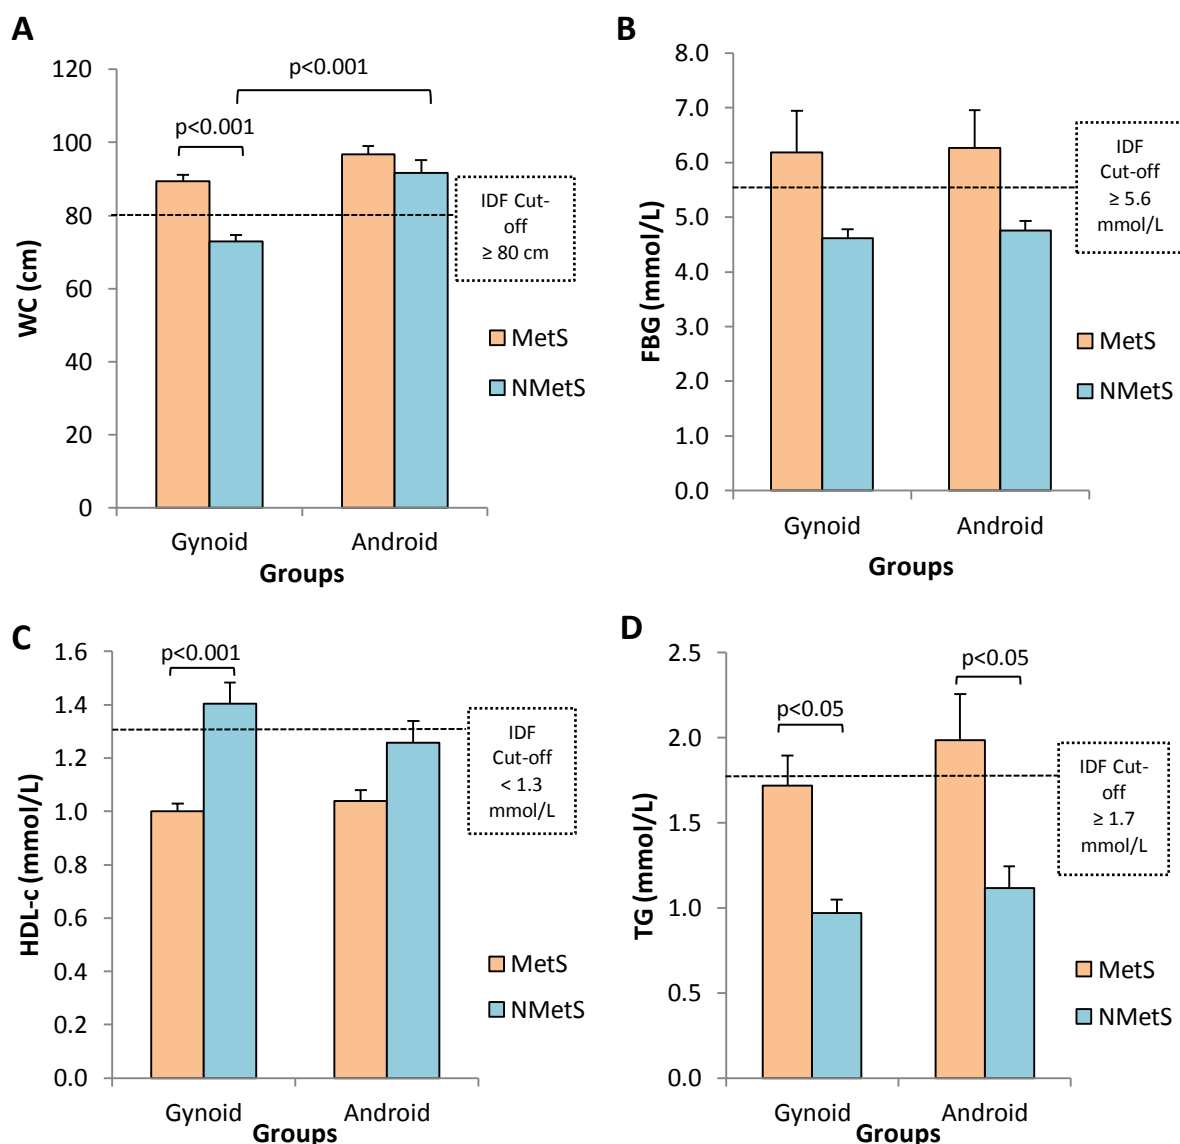 A
120
100
80
60
40
20
0
WC (cm)
p<0.001
p<0.001
IDF Cut-
off
≥ 80 cm
MetS
NMetS
Gynoid
Android
Groups
B
8.0
7.0
6.0
5.0
4.0
3.0
2.0
1.0
0.0
FBG (mmol/L)
IDF
Cut-off
≥ 5.6
mmol/L
MetS
NMetS
Gynoid
Android
Groups
C
1.6
1.4
1.2
1.0
0.8
0.6
0.4
0.2
0.0
HDL-c (mmol/L)
p<0.001
IDF
Cut-off
< 1.3
mmol/L
MetS
NMetS
Gynoid
Android
Groups
D
2.5
2.0
1.5
1.0
0.5
0.0
TG (mmol/L)
p<0.05
p<0.05
IDF Cut-
off
≥ 1.7
mmol/L
MetS
NMetS
Gynoid
Android
Groups